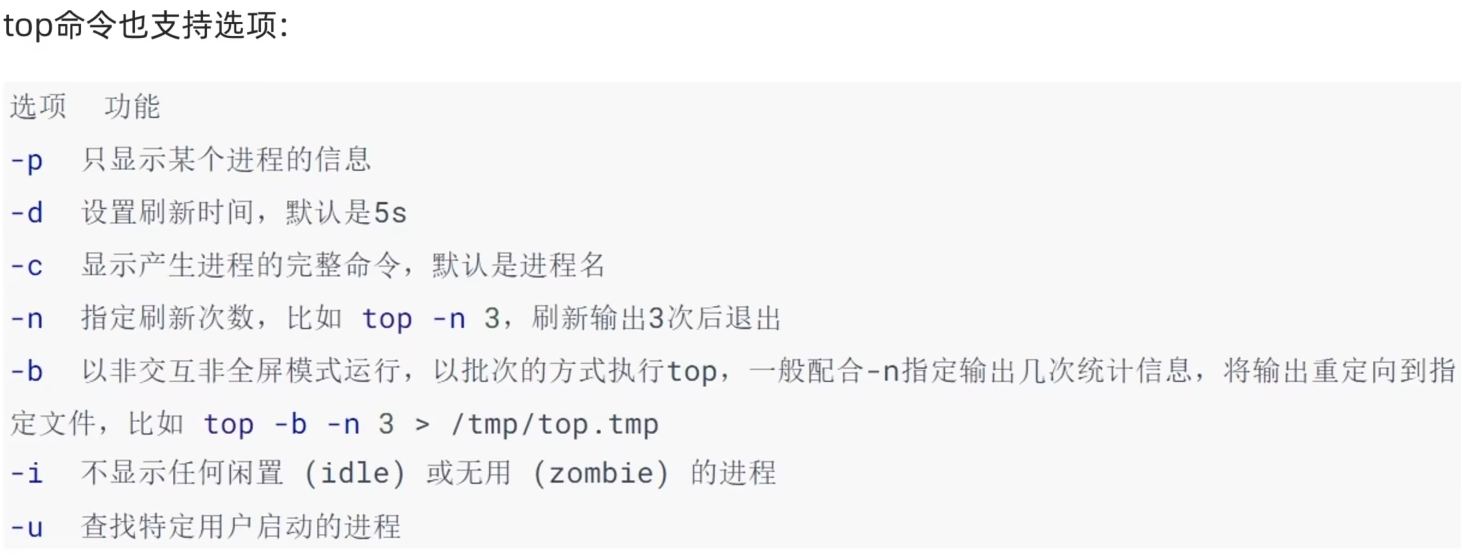 top命令也支持选项:
选项 功能
-p 只显示某个进程的信息
-d 设置刷新时间，默认是5s
-c 显示产生进程的完整命令，默认是进程名
-n 指定刷新次数，比如 top -n 3，刷新输出3次后退出
-b 以非交互非全屏模式运行，以批次的方式执行top，一般配合-n指定输出几次统计信息，将输出重定向到指
定文件，比如 top -b -n 3 > /tmp/top.tmp
-i 不显示任何闲置 (idle) 或无用 (zombie) 的进程
-u 查找特定用户启动的进程